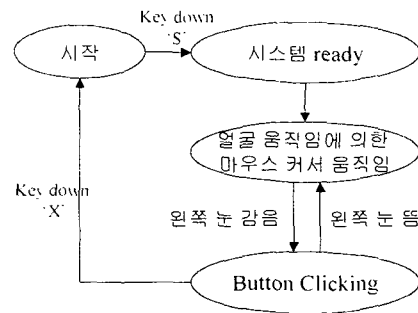 Key down
'S'
시작
시스템 ready
얼굴 움직임에 의한
마우스 커서 움직임
Key down
'X'
왼쪽 눈 감음
왼쪽 눈 뜸
Button Clicking